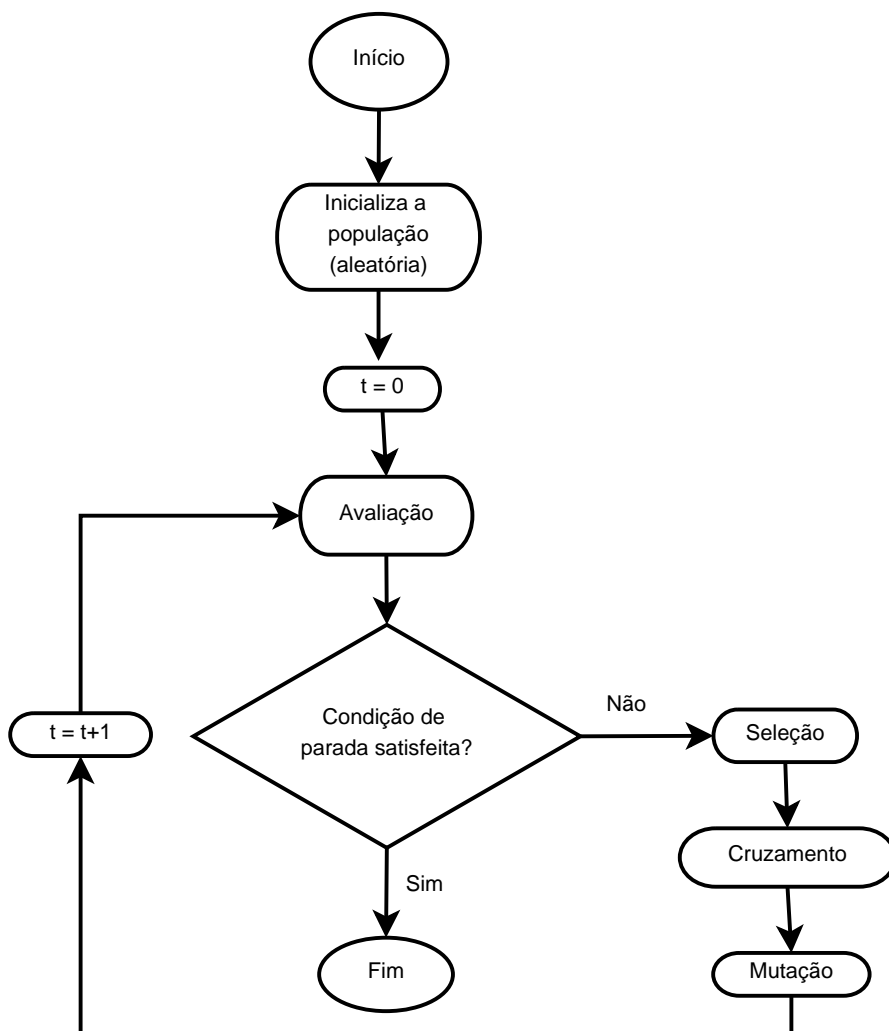 Início
Inicializa a
população
(aleatória)
t = 0
Avaliação
Condição de
parada satisfeita?
Não
Seleção
Cruzamento
Mutação
t = t+1
Sim
Fim